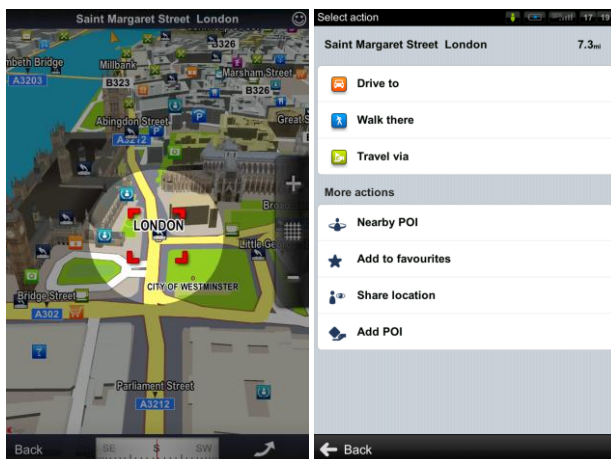 Saint Margaret Street London
B326
mbeth Bridge
Millbank
Marsham Street
A3203
B323
B326
Abingdon Street
Great S
A3212
LONDON
Bro
Little Geo
CITY OF WESTMINSTER
Bridge Street
A302
Parliament Street
A3212
Back
SE
S
SW
Select action
17 19
Saint Margaret Street London
7.3mi
Drive to
Walk there
Travel via
More actions
Nearby POI
Add to favourites
Share location
Add POI
Back